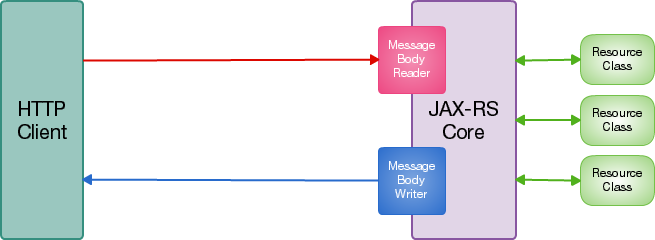 HTTP
Client
Message
Body
Reader
JAX-RS
Core
Message
Body
Writer
Resource
Class
Resource
Class
Resource
Class